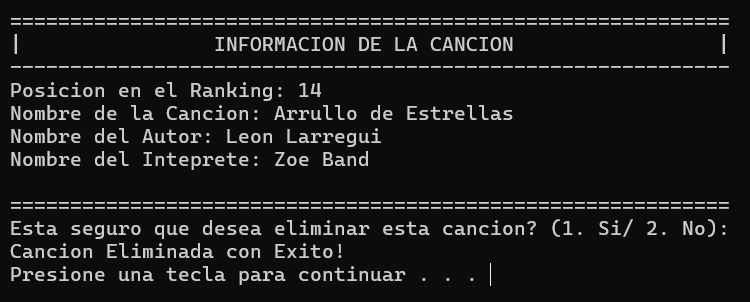 ============================================================
|                INFORMACION DE LA CANCION                 |
------------------------------------------------------------
Posicion en el Ranking: 14
Nombre de la Cancion: Arrullo de Estrellas
Nombre del Autor: Leon Larregui
Nombre del Inteprete: Zoe Band

============================================================
Esta seguro que desea eliminar esta cancion? (1. Si/ 2. No):
Cancion Eliminada con Exito!
Presione una tecla para continuar . . .